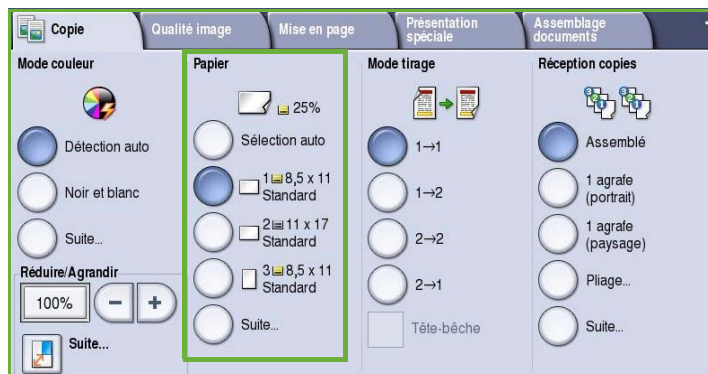 Copie
Qualité image
Mise en page
Présentation
spéciale
Assemblage
documents
Mode couleur
Détection auto
Noir et blanc
Suite...
Réduire/Agrandir
100%
Suite...
Papier
25%
Sélection auto
1 8,5 x 11
Standard
2 11 x 17
Standard
3 8,5 x 11
Standard
Suite...
Mode tirage
1→1
1→2
2→2
2→1
Tête-bêche
Réception copies
Assemblé
1 agrafe
(portrait)
1 agrafe
(paysage)
Pliage...
Suite...